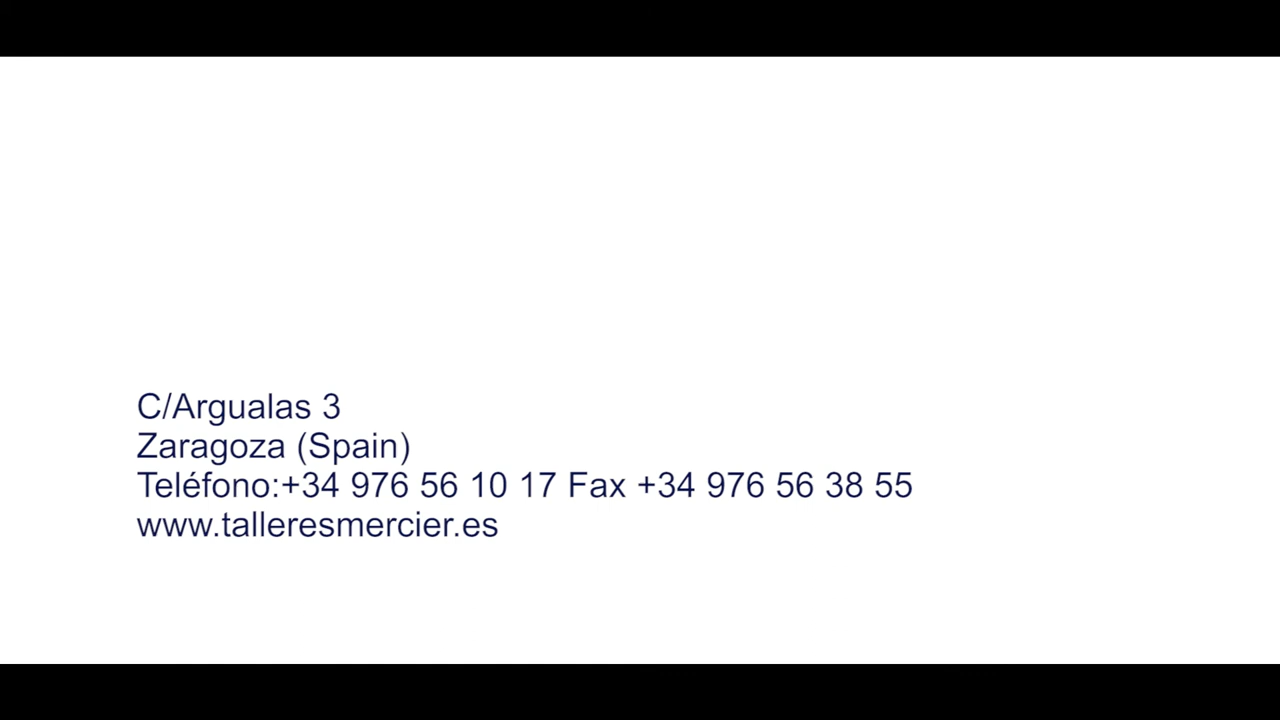 C/Argualas 3
Zaragoza (Spain)
Teléfono:+34 976 56 10 17 Fax +34 976 56 38 55
www.talleresmercier.es